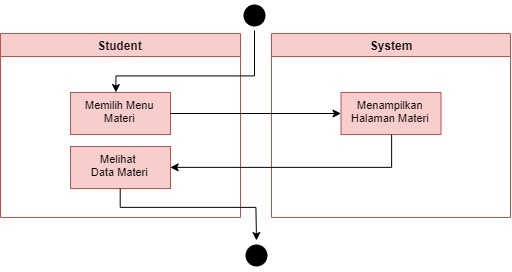 Student
System
Memilih Menu
Materi
Menampilkan
Halaman Materi
Melihat
Data Materi